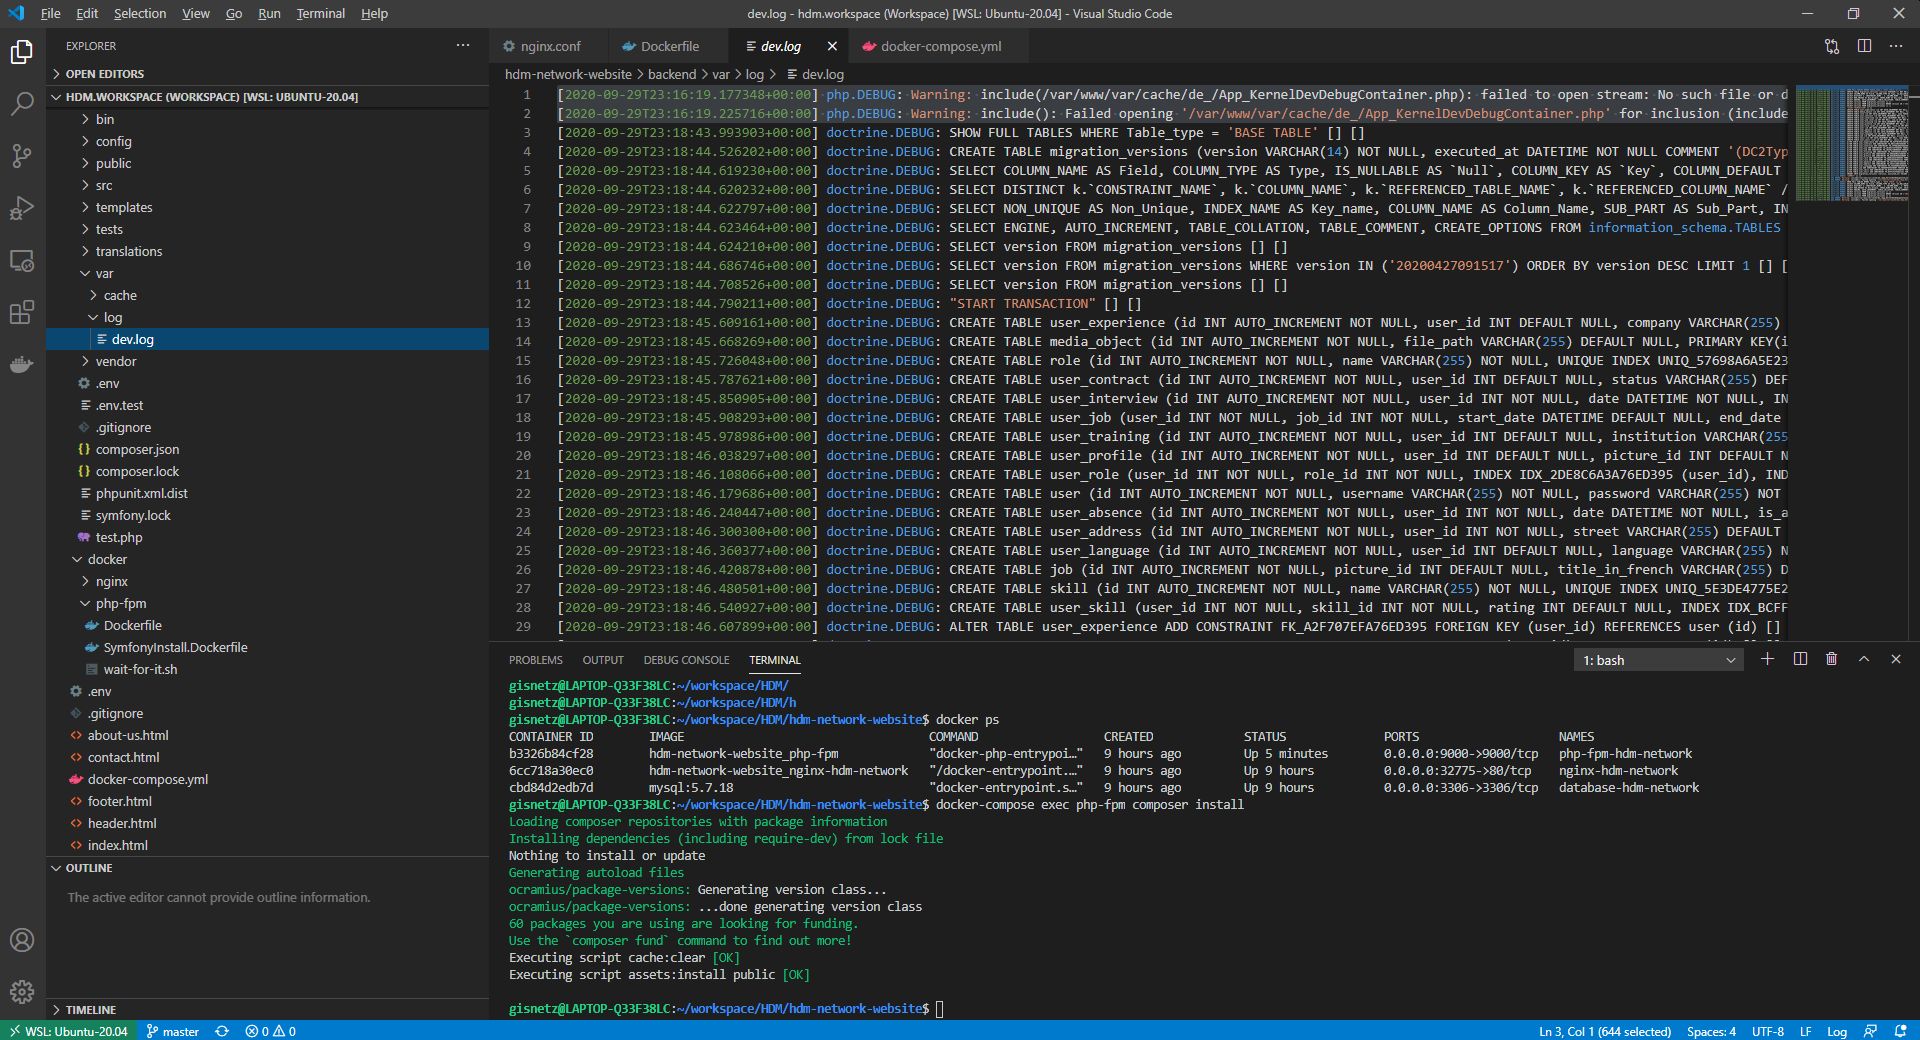 File Edit Selection View Go Run Terminal Help
dev.log - hdm.workspace (Workspace) [WSL: Ubuntu-20.04] - Visual Studio Code
EXPLORER
OPEN EDITORS
HDM.WORKSPACE (WORKSPACE) [WSL: UBUNTU-20.04]
bin
config
public
src
templates
tests
translations
var
cache
log
dev.log
vendor
.env
.env.test
.gitignore
composer.json
composer.lock
phpunit.xml.dist
symfony.lock
test.php
docker
nginx
php-fpm
Dockerfile
SymfonyInstall.Dockerfile
wait-for-it.sh
.env
.gitignore
about-us.html
contact.html
docker-compose.yml
footer.html
header.html
index.html
OUTLINE
The active editor cannot provide outline information.
TIMELINE
nginx.conf Dockerfile dev.log docker-compose.yml
hdm-network-website > backend > var > log > dev.log
1 [2020-09-29T23:16:19.177348+00:00] php.DEBUG: Warning: include(/var/www/var/cache/de_/App_KernelDevDebugContainer.php): failed to open stream: No such file or d
2 [2020-09-29T23:16:19.225716+00:00] php.DEBUG: Warning: include(): Failed opening '/var/www/var/cache/de_/App_KernelDevDebugContainer.php' for inclusion (include
3 [2020-09-29T23:18:43.993903+00:00] doctrine.DEBUG: SHOW FULL TABLES WHERE Table_type = 'BASE TABLE' [] []
4 [2020-09-29T23:18:44.526202+00:00] doctrine.DEBUG: CREATE TABLE migration_versions (version VARCHAR(14) NOT NULL, executed_at DATETIME NOT NULL COMMENT '(DC2Typ
5 [2020-09-29T23:18:44.619230+00:00] doctrine.DEBUG: SELECT COLUMN_NAME AS Field, COLUMN_TYPE AS Type, IS_NULLABLE AS `Null`, COLUMN_KEY AS `Key`, COLUMN_DEFAULT
6 [2020-09-29T23:18:44.620232+00:00] doctrine.DEBUG: SELECT DISTINCT k.`CONSTRAINT_NAME`, k.`COLUMN_NAME`, k.`REFERENCED_TABLE_NAME`, k.`REFERENCED_COLUMN_NAME` /
7 [2020-09-29T23:18:44.622797+00:00] doctrine.DEBUG: SELECT NON_UNIQUE AS Non_Unique, INDEX_NAME AS Key_name, COLUMN_NAME AS Column_Name, SUB_PART AS Sub_Part, IN
8 [2020-09-29T23:18:44.623464+00:00] doctrine.DEBUG: SELECT ENGINE, AUTO_INCREMENT, TABLE_COLLATION, TABLE_COMMENT, CREATE_OPTIONS FROM information_schema.TABLES
9 [2020-09-29T23:18:44.624210+00:00] doctrine.DEBUG: SELECT version FROM migration_versions [] []
10 [2020-09-29T23:18:44.686746+00:00] doctrine.DEBUG: SELECT version FROM migration_versions WHERE version IN ('20200427091517') ORDER BY version DESC LIMIT 1 [] [
11 [2020-09-29T23:18:44.708526+00:00] doctrine.DEBUG: SELECT version FROM migration_versions [] []
12 [2020-09-29T23:18:44.790211+00:00] doctrine.DEBUG: "START TRANSACTION" [] []
13 [2020-09-29T23:18:45.609161+00:00] doctrine.DEBUG: CREATE TABLE user_experience (id INT AUTO_INCREMENT NOT NULL, user_id INT DEFAULT NULL, company VARCHAR(255)
14 [2020-09-29T23:18:45.668269+00:00] doctrine.DEBUG: CREATE TABLE media_object (id INT AUTO_INCREMENT NOT NULL, file_path VARCHAR(255) DEFAULT NULL, PRIMARY KEY(i
15 [2020-09-29T23:18:45.726048+00:00] doctrine.DEBUG: CREATE TABLE role (id INT AUTO_INCREMENT NOT NULL, name VARCHAR(255) NOT NULL, UNIQUE INDEX UNIQ_57698A6A5E23
16 [2020-09-29T23:18:45.787621+00:00] doctrine.DEBUG: CREATE TABLE user_contract (id INT AUTO_INCREMENT NOT NULL, user_id INT DEFAULT NULL, status VARCHAR(255) DEF
17 [2020-09-29T23:18:45.850905+00:00] doctrine.DEBUG: CREATE TABLE user_interview (id INT AUTO_INCREMENT NOT NULL, user_id INT NOT NULL, date DATETIME NOT NULL, IN
18 [2020-09-29T23:18:45.908293+00:00] doctrine.DEBUG: CREATE TABLE user_job (user_id INT NOT NULL, job_id INT NOT NULL, start_date DATETIME DEFAULT NULL, end_date
19 [2020-09-29T23:18:45.978986+00:00] doctrine.DEBUG: CREATE TABLE user_training (id INT AUTO_INCREMENT NOT NULL, user_id INT DEFAULT NULL, institution VARCHAR(255
20 [2020-09-29T23:18:46.038297+00:00] doctrine.DEBUG: CREATE TABLE user_profile (id INT AUTO_INCREMENT NOT NULL, user_id INT DEFAULT NULL, picture_id INT DEFAULT N
21 [2020-09-29T23:18:46.108066+00:00] doctrine.DEBUG: CREATE TABLE user_role (user_id INT NOT NULL, role_id INT NOT NULL, INDEX IDX_2DE8C6A3A76ED395 (user_id), IND
22 [2020-09-29T23:18:46.179686+00:00] doctrine.DEBUG: CREATE TABLE user (id INT AUTO_INCREMENT NOT NULL, username VARCHAR(255) NOT NULL, password VARCHAR(255) NOT
23 [2020-09-29T23:18:46.240447+00:00] doctrine.DEBUG: CREATE TABLE user_absence (id INT AUTO_INCREMENT NOT NULL, user_id INT NOT NULL, date DATETIME NOT NULL, is_a
24 [2020-09-29T23:18:46.300300+00:00] doctrine.DEBUG: CREATE TABLE user_address (id INT AUTO_INCREMENT NOT NULL, user_id INT NOT NULL, street VARCHAR(255) DEFAULT
25 [2020-09-29T23:18:46.360377+00:00] doctrine.DEBUG: CREATE TABLE user_language (id INT AUTO_INCREMENT NOT NULL, user_id INT DEFAULT NULL, language VARCHAR(255) N
26 [2020-09-29T23:18:46.420878+00:00] doctrine.DEBUG: CREATE TABLE job (id INT AUTO_INCREMENT NOT NULL, picture_id INT DEFAULT NULL, title_in_french VARCHAR(255) D
27 [2020-09-29T23:18:46.480501+00:00] doctrine.DEBUG: CREATE TABLE skill (id INT AUTO_INCREMENT NOT NULL, name VARCHAR(255) NOT NULL, UNIQUE INDEX UNIQ_5E3DE4775E2
28 [2020-09-29T23:18:46.540927+00:00] doctrine.DEBUG: CREATE TABLE user_skill (user_id INT NOT NULL, skill_id INT NOT NULL, rating INT DEFAULT NULL, INDEX IDX_BCFF
29 [2020-09-29T23:18:46.607899+00:00] doctrine.DEBUG: ALTER TABLE user_experience ADD CONSTRAINT FK_A2F707EFA76ED395 FOREIGN KEY (user_id) REFERENCES user (id) []
PROBLEMS OUTPUT DEBUG CONSOLE TERMINAL 1: bash
gisnetz@LAPTOP-Q33F38LC:~/workspace/HDM/
gisnetz@LAPTOP-Q33F38LC:~/workspace/HDM/h
gisnetz@LAPTOP-Q33F38LC:~/workspace/HDM/hdm-network-website$ docker ps
CONTAINER ID IMAGE COMMAND CREATED STATUS PORTS NAMES
b3326b84cf28 hdm-network-website_php-fpm "docker-php-entrypoi…" 9 hours ago Up 5 minutes 0.0.0.0:9000->9000/tcp php-fpm-hdm-network
6cc718a30ec0 hdm-network-website_nginx-hdm-network "/docker-entrypoint.…" 9 hours ago Up 9 hours 0.0.0.0:32775->80/tcp nginx-hdm-network
cbd84d2edb7d mysql:5.7.18 "docker-entrypoint.s…" 9 hours ago Up 9 hours 0.0.0.0:3306->3306/tcp database-hdm-network
gisnetz@LAPTOP-Q33F38LC:~/workspace/HDM/hdm-network-website$ docker-compose exec php-fpm composer install
Loading composer repositories with package information
Installing dependencies (including require-dev) from lock file
Nothing to install or update
Generating autoload files
ocramius/package-versions: Generating version class...
ocramius/package-versions: ...done generating version class
60 packages you are using are looking for funding.
Use the `composer fund` command to find out more!
Executing script cache:clear [OK]
Executing script assets:install public [OK]
gisnetz@LAPTOP-Q33F38LC:~/workspace/HDM/hdm-network-website$
WSL: Ubuntu-20.04 master 0 0 Ln 3, Col 1 (644 selected) Spaces: 4 UTF-8 LF Log